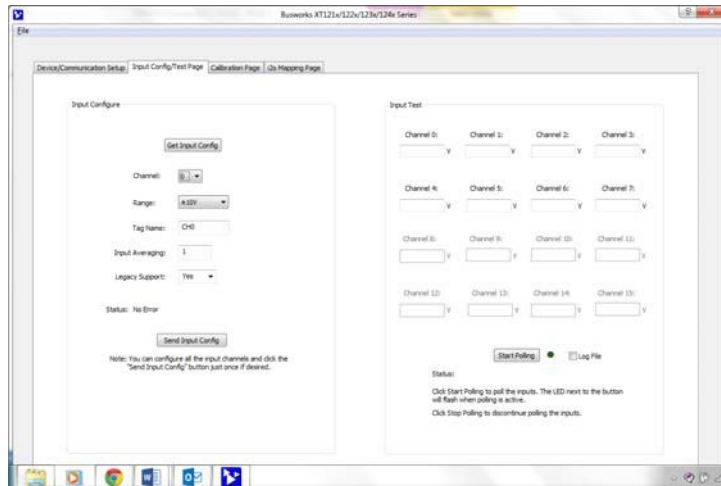 Busworks XT121x/122x/123x/124x Series
File
Device/Communication Setup
Input Config/Test Page
Calibration Page
i2o Mapping Page
Input Configure
Get Input Config
Channel: 0
Range: ±10V
Tag Name: CH0
Input Averaging: 1
Legacy Support: Yes
Status: No Error
Send Input Config
Note: You can configure all the input channels and click the
"Send Input Config" button just once if desired.
Input Test
Channel 0: Channel 1: Channel 2: Channel 3:
V V V V
Channel 4: Channel 5: Channel 6: Channel 7:
V V V V
Channel 8: Channel 9: Channel 10: Channel 11:
V V V V
Channel 12: Channel 13: Channel 14: Channel 15:
V V V V
Start Polling Log File
Status:
Click Start Polling to poll the inputs. The LED next to the button
will flash when polling is active.
Click Stop Polling to discontinue polling the inputs.